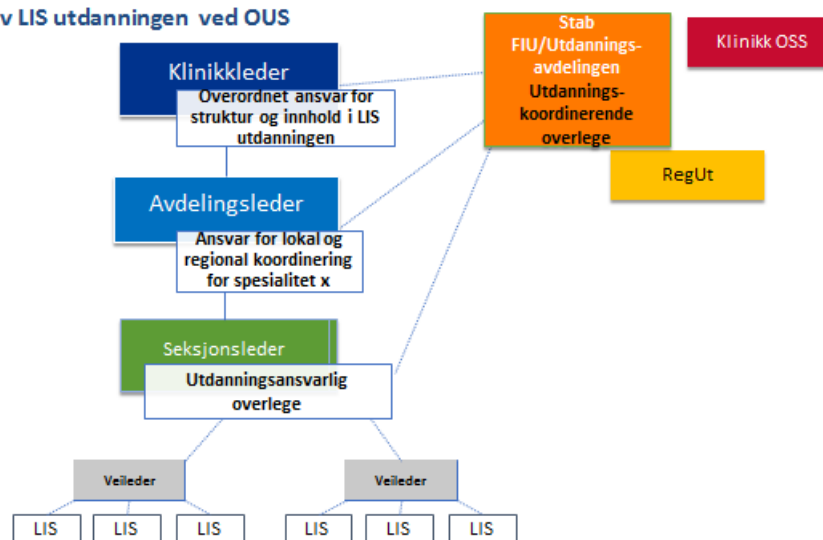 v LIS utdanningen ved OUS
Klinikkleder
Overordnet ansvar for
struktur og innhold i LIS
utdanningen
Stab
FIU/Utdannings-
avdelingen
Utdannings-
koordinerende
overlege
Klinikk OSS
RegUt
Avdelingsleder
Ansvar for lokal og
regional koordinering
for spesialitet x
Seksjonsleder
Utdanningsansvarlig
overlege
Veileder
Veileder
LIS
LIS
LIS
LIS
LIS
LIS